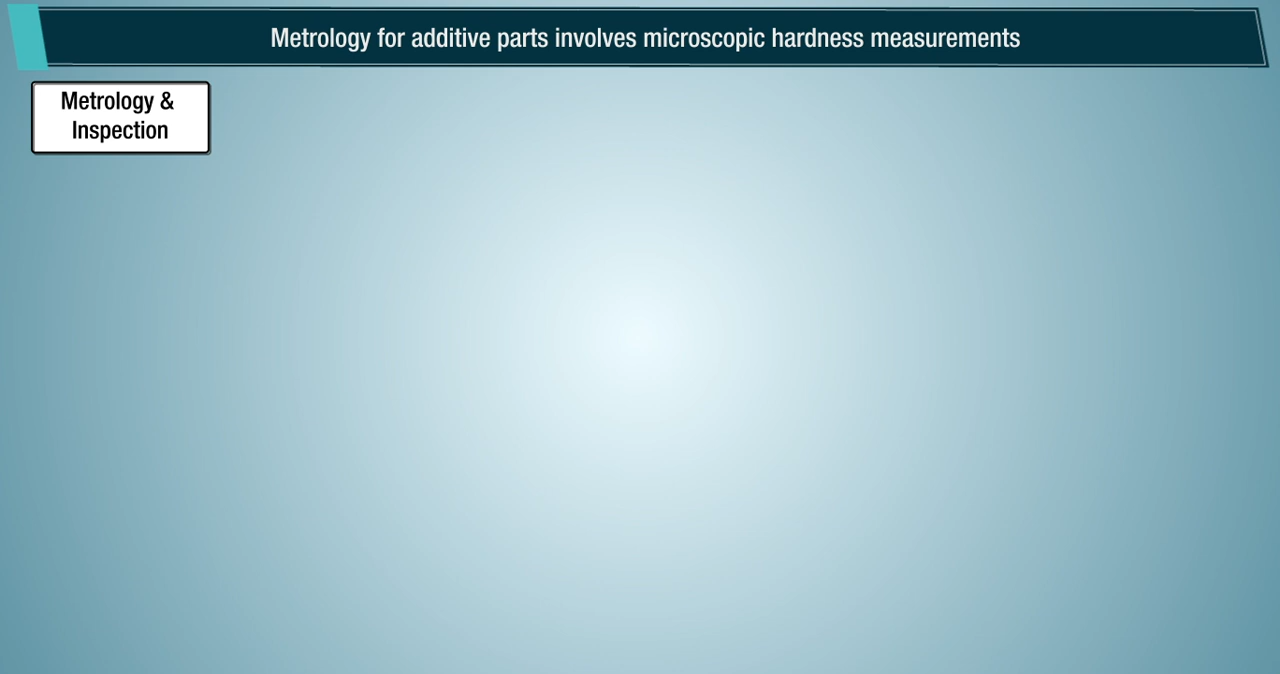 Metrology for additive parts involves microscopic hardness measurements
Metrology &
Inspection